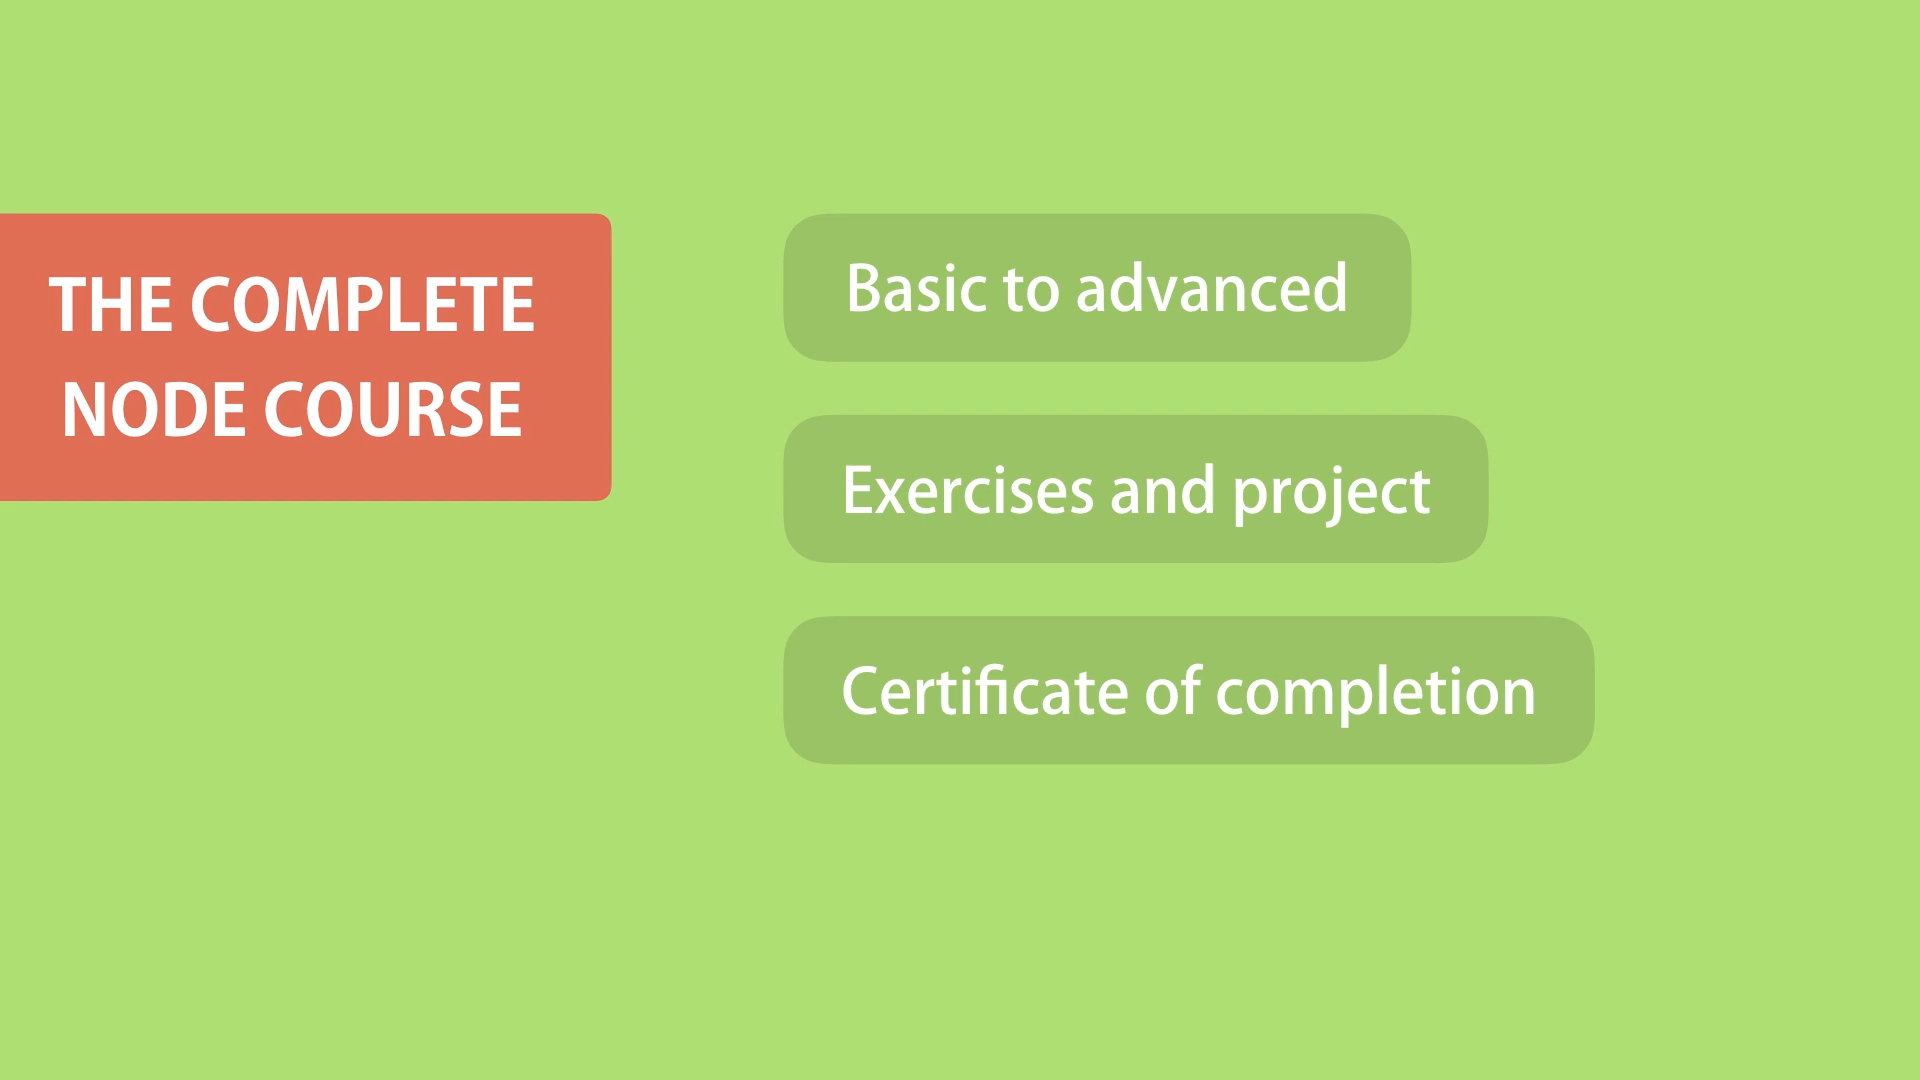 THE COMPLETE
NODE COURSE
Basic to advanced
Exercises and project
Certificate of completion